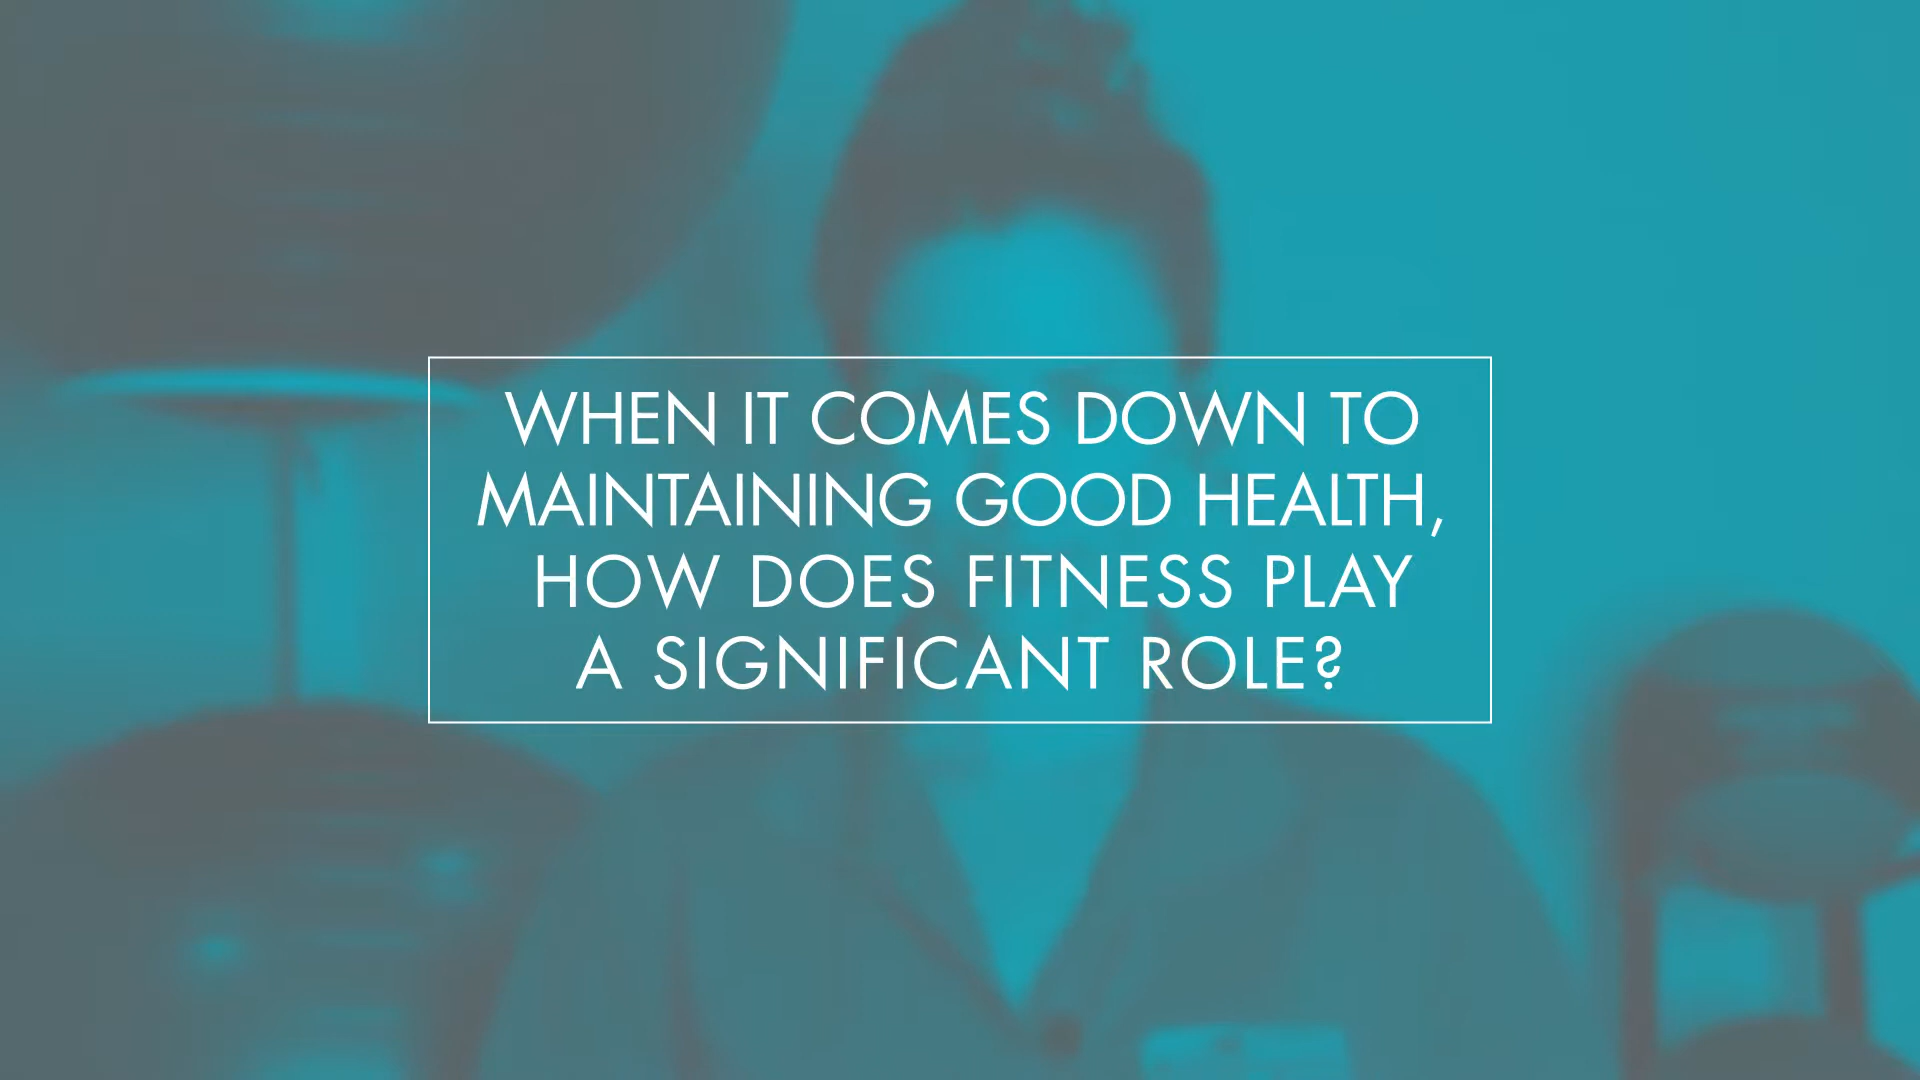 WHEN IT COMES DOWN TO
MAINTAINING GOOD HEALTH,
HOW DOES FITNESS PLAY
A SIGNIFICANT ROLE?